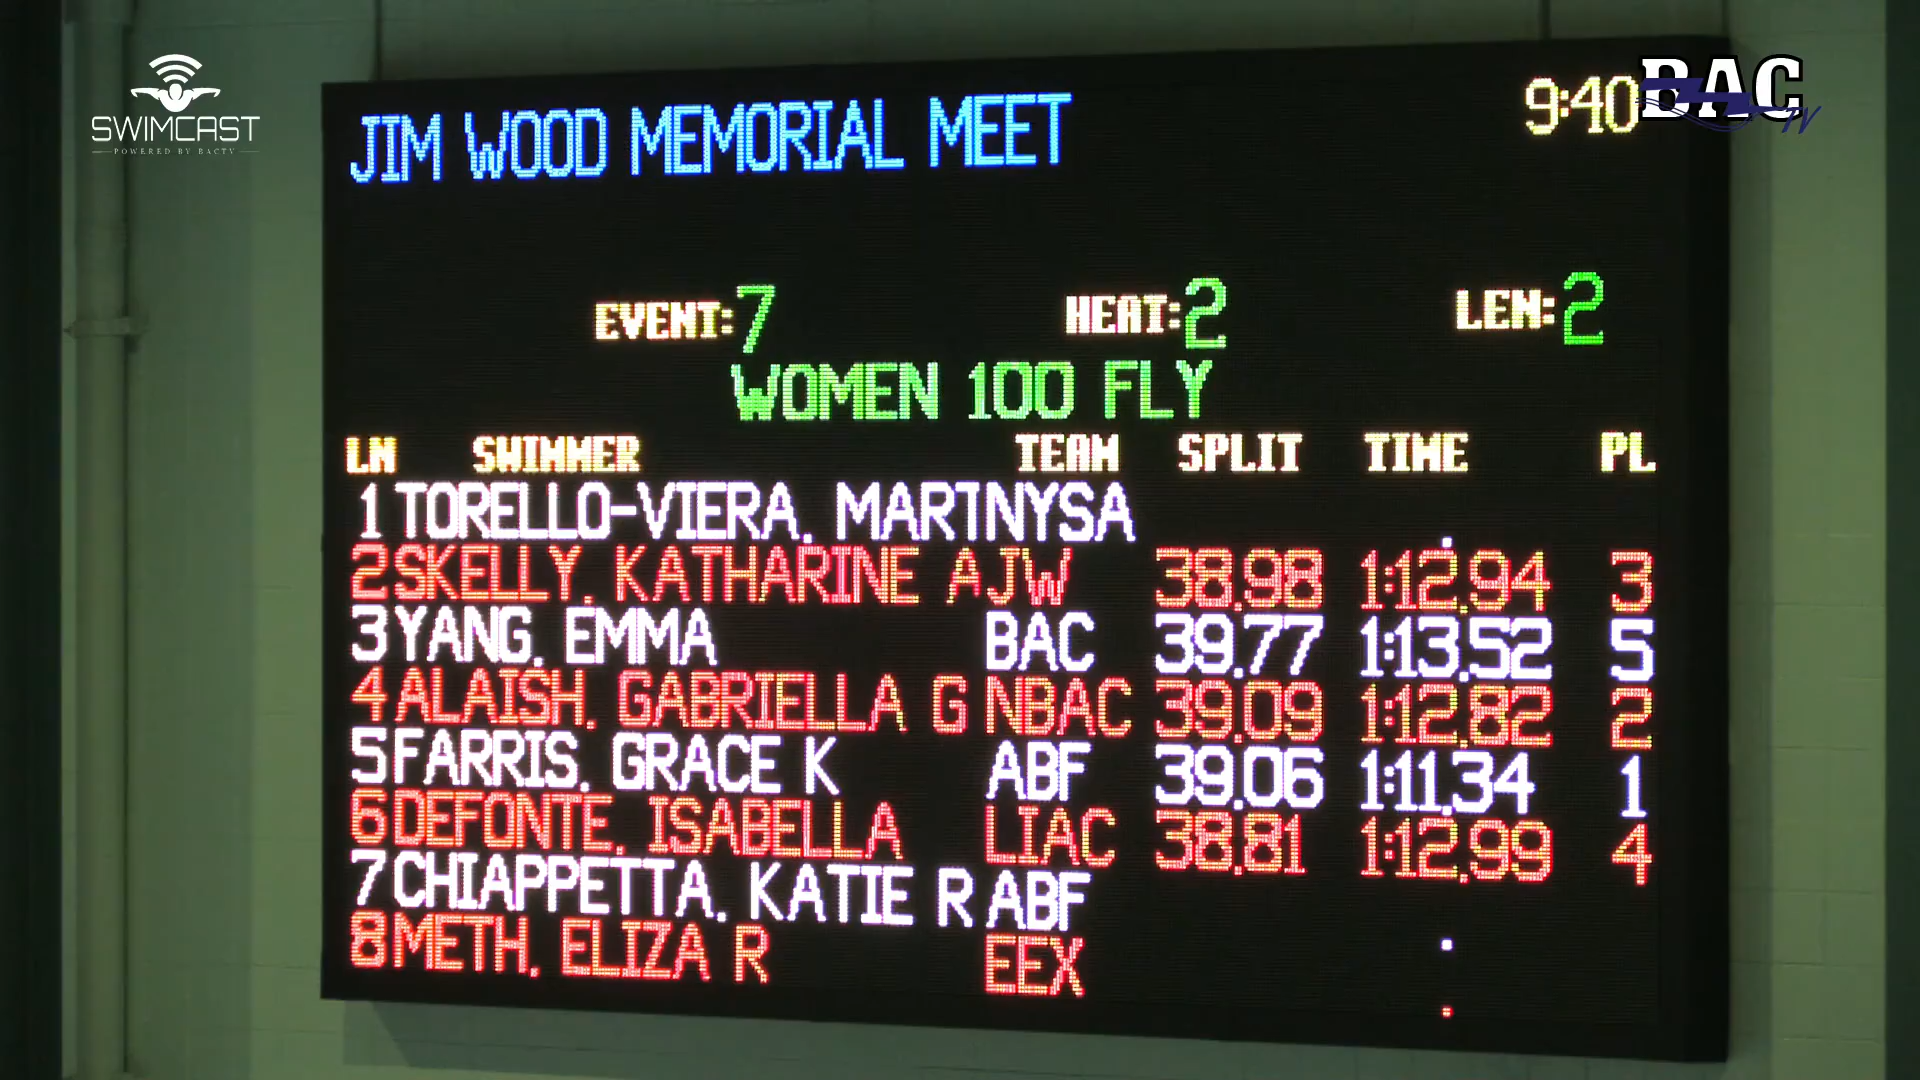 SWIMCAST
POWERED BY BACTV
BAC TV
JIM WOOD MEMORIAL MEET 9:40
EVENT:7 HEAT:2 LEN:2
WOMEN 100 FLY
LN SWIMMER TEAM SPLIT TIME PL
1 TORELLO-VIERA, MARTNYSA
2 SKELLY, KATHARINE A JW 38.98 1:12.94 3
3 YANG, EMMA BAC 39.77 1:13.52 5
4 ALAISH, GABRIELLA G NBAC 39.09 1:12.82 2
5 FARRIS, GRACE K ABF 39.06 1:11.34 1
6 DEFONTE, ISABELLA LIAC 38.81 1:12.99 4
7 CHIAPPETTA, KATIE R ABF
8 METH, ELIZA R EEX